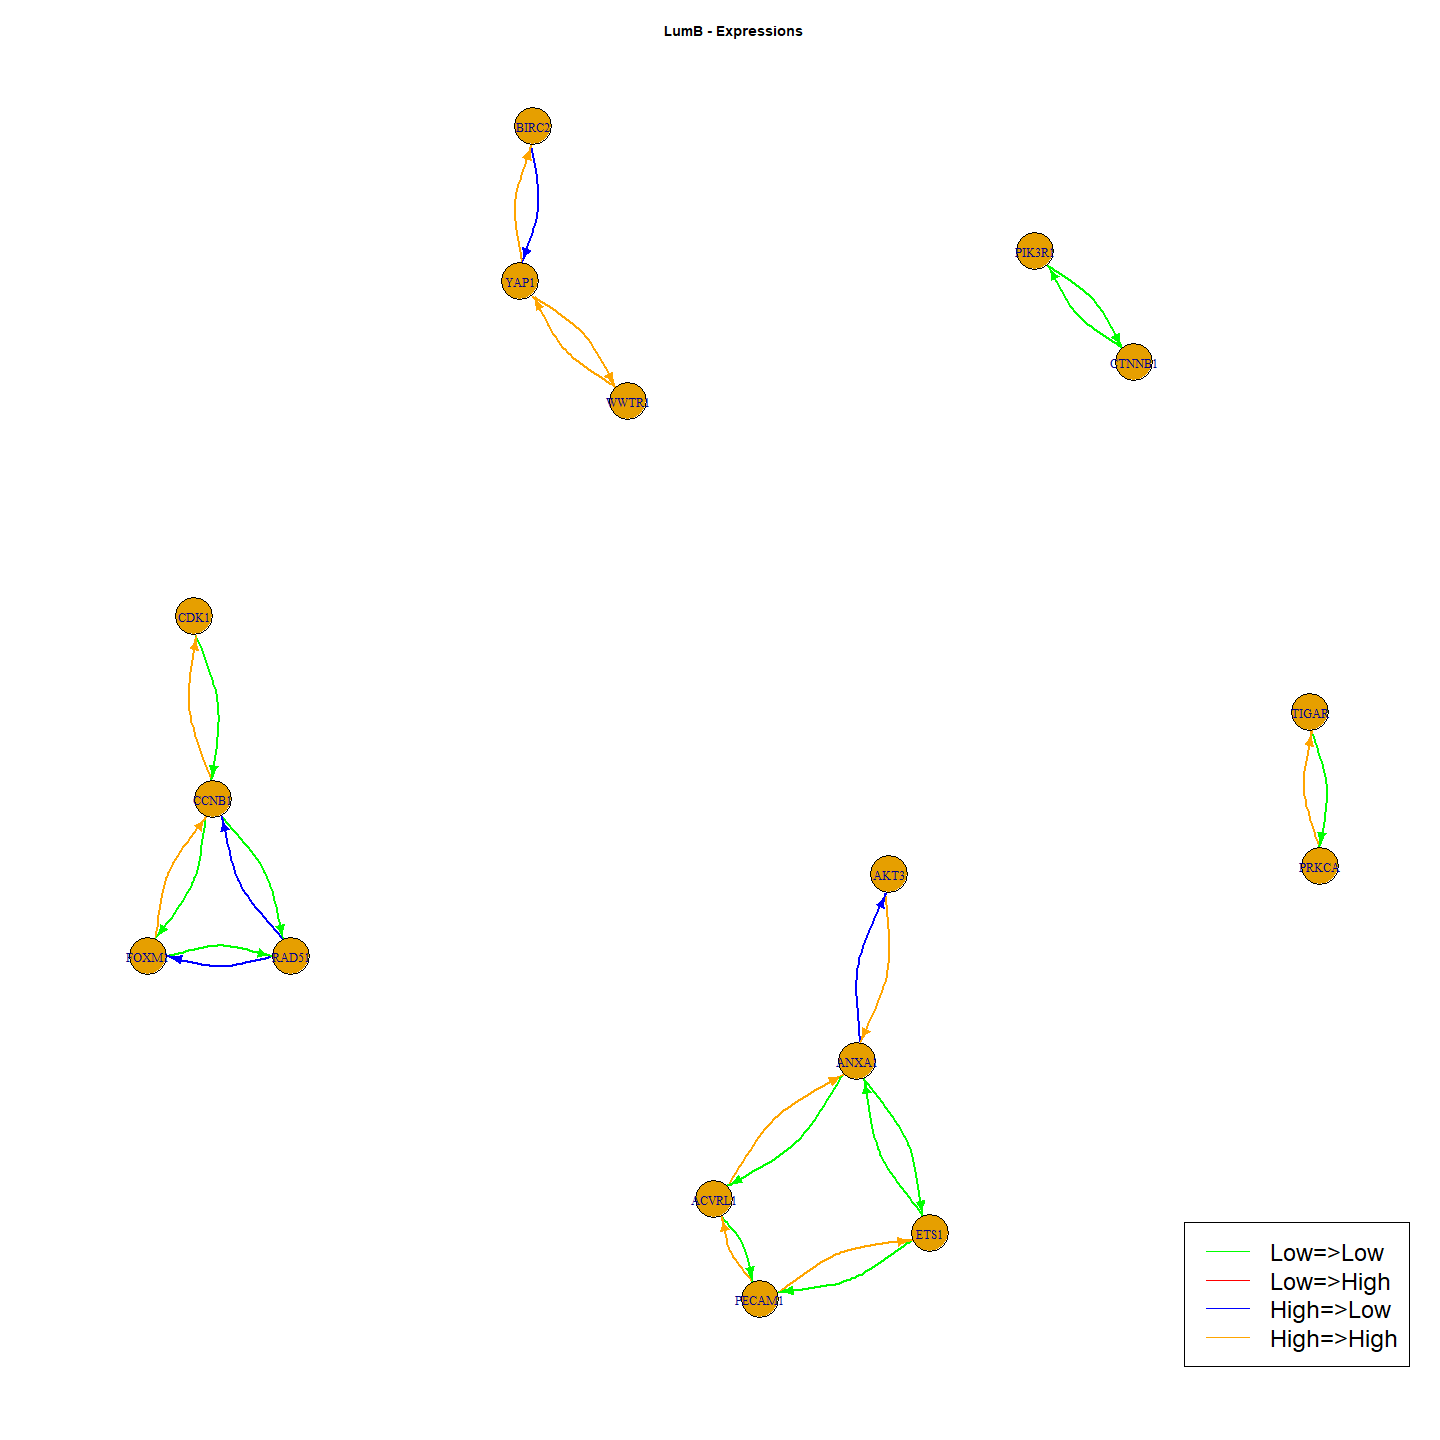 LumB - Expressions
BIRC2
PIK3R1
YAP1
CTNNB1
WWTR1
CDK1
TIGAR
CCNB1
PRKCA
AKT3
FOXM1
RAD51
ANXA1
ACVRL1
ETS1
PECAM1
Low=>Low
Low=>High
High=>Low
High=>High